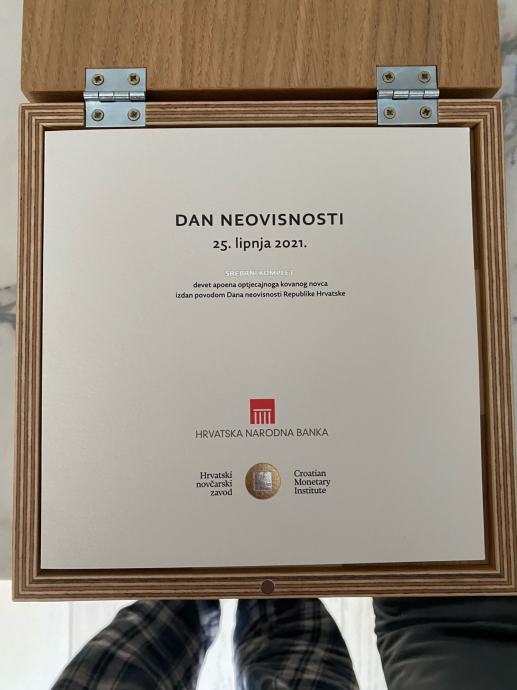 DAN NEOVISNOSTI
25. lipnja 2021.
SREBRNI KOMPLET
devet apoena optjecajnoga kovanog novca
izdan povodom Dana neovisnosti Republike Hrvatske
HRVATSKA NARODNA BANKA
Hrvatski
novčarski
zavod
Croatian
Monetary
Institute